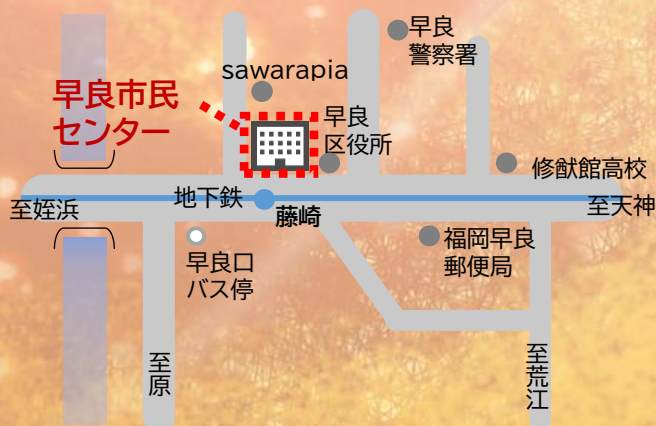 早良
警察署
sawarapia
早良市民
センター
早良
区役所
修猷館高校
至姪浜
地下鉄
藤崎
至天神
早良口
バス停
福岡早良
郵便局
至原
至荒江